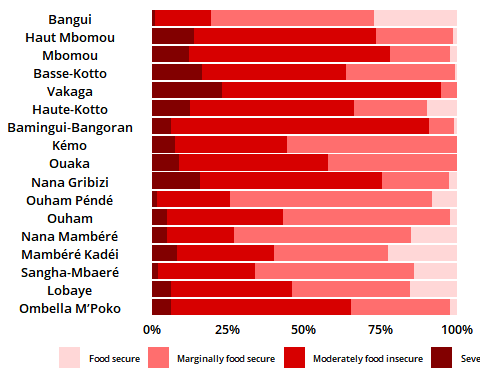 Bangui
Haut Mbomou
Mbomou
Basse-Kotto
Vakaga
Haute-Kotto
Bamingui-Bangoran
Kémo
Ouaka
Nana Gribizi
Ouham Péndé
Ouham
Nana Mambéré
Mambéré Kadéi
Sangha-Mbaeré
Lobaye
Ombella M'Poko
0% 25% 50% 75% 100%
Food secure Marginally food secure Moderately food insecure Seve